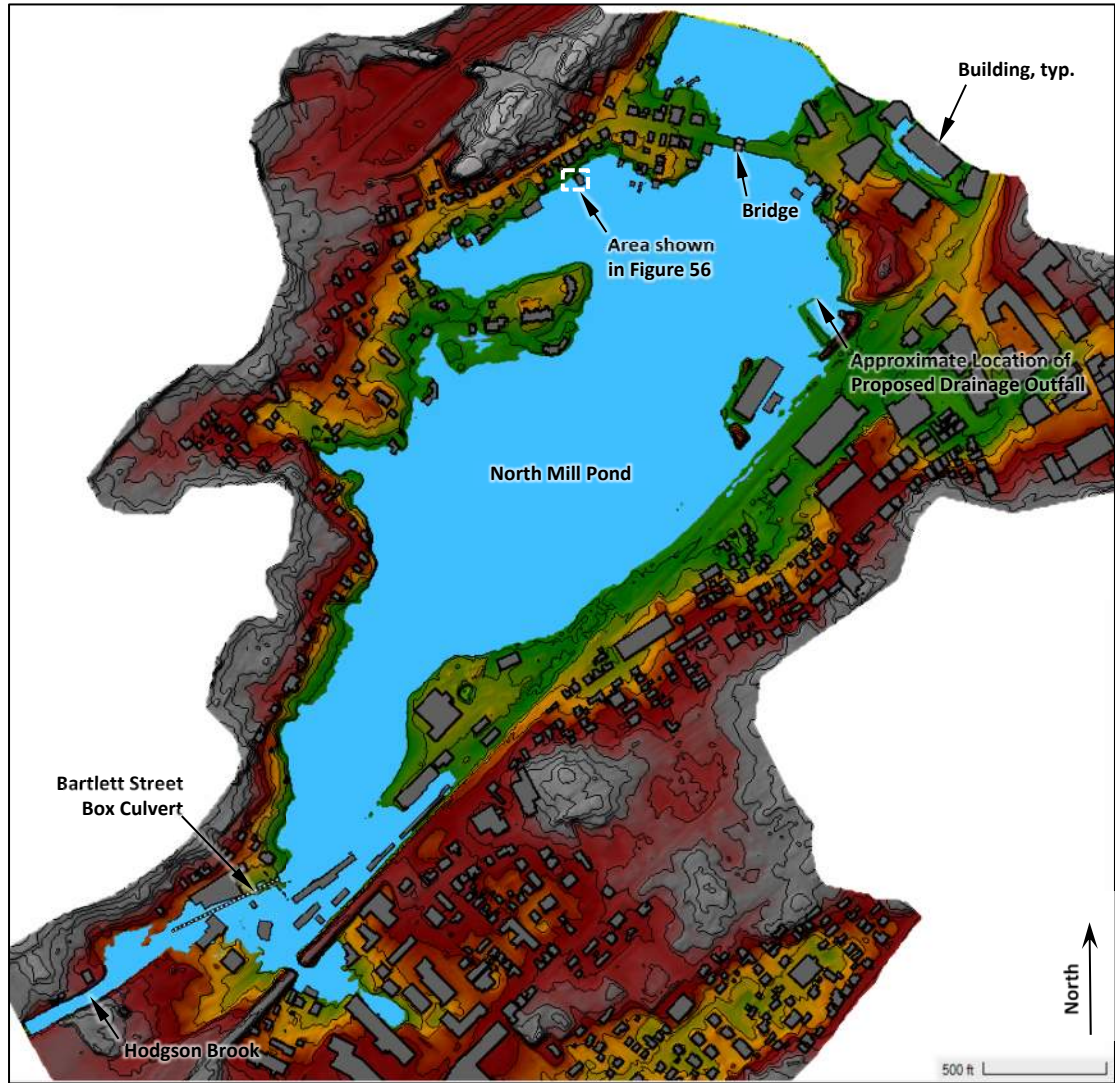 Building, typ.
Bridge
Area shown
in Figure 56
Approximate Location of
Proposed Drainage Outfall
North Mill Pond
Bartlett Street
Box Culvert
Hodgson Brook
North
500 ft